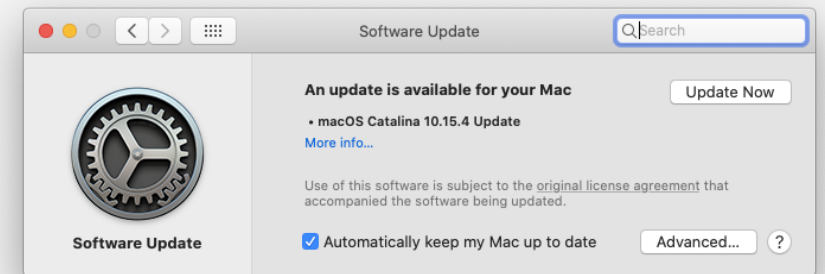 Software Update
Search
An update is available for your Mac
Update Now
• macOS Catalina 10.15.4 Update
More info...
Use of this software is subject to the original license agreement that
accompanied the software being updated.
Software Update
Automatically keep my Mac up to date
Advanced...
?